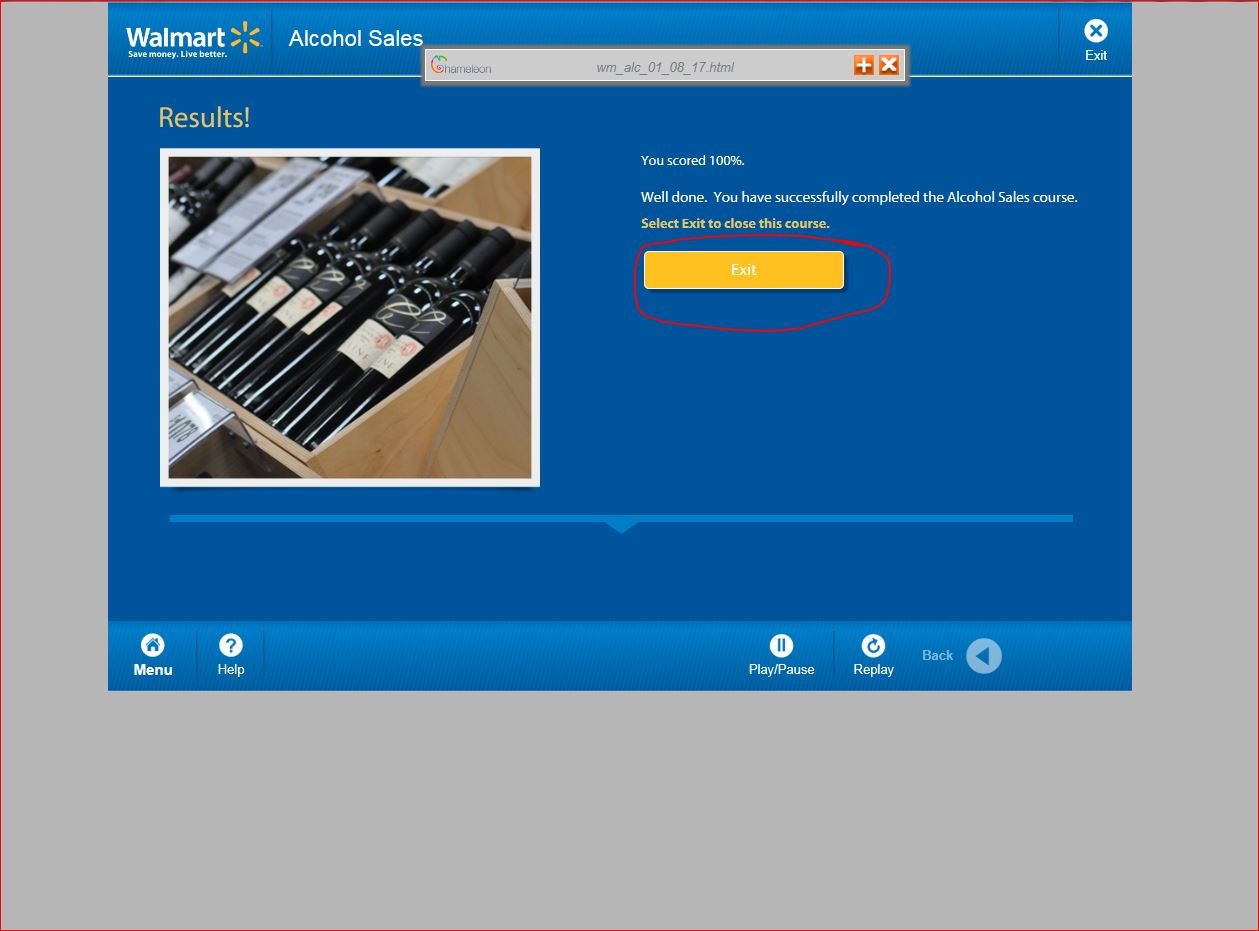 Walmart
Save money. Live better.
Alcohol Sales
Exit
Chameleon
wm_alc_01_08_17.html
Results!
You scored 100%.
Well done. You have successfully completed the Alcohol Sales course.
Select Exit to close this course.
Exit
Menu
Help
Play/Pause
Replay
Back